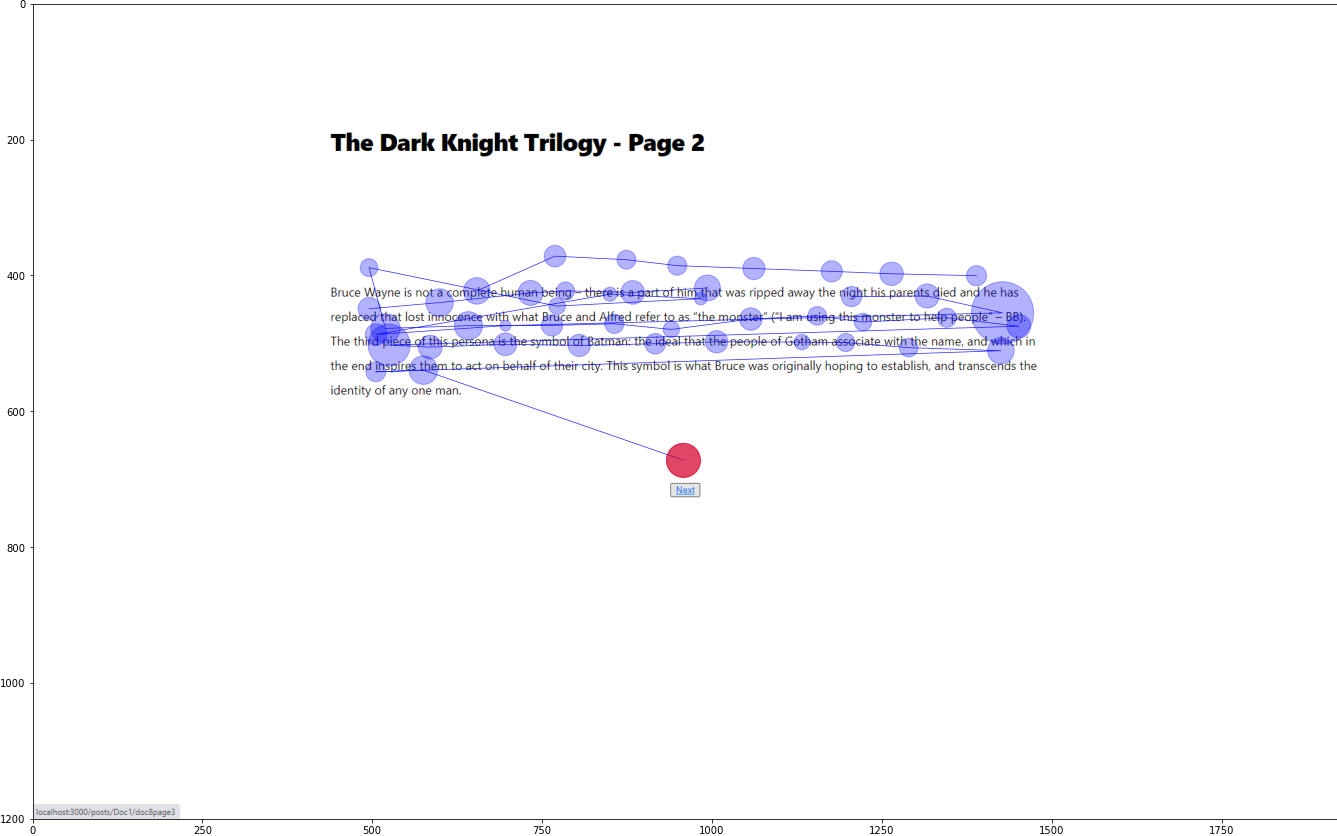 The Dark Knight Trilogy - Page 2
Bruce Wayne is not a complete human being – there is a part of him that was ripped away the night his parents died and he has
replaced that lost innocence with what Bruce and Alfred refer to as “the monster” (“I am using this monster to help people” – BB).
The third piece of this persona is the symbol of Batman: the ideal that the people of Gotham associate with the name, and which in
the end inspires them to act on behalf of their city. This symbol is what Bruce was originally hoping to establish, and transcends the
identity of any one man.
Next
localhost:3000/posts/Doc1/doc8page3
0
200
400
600
800
1000
1200
0 250 500 750 1000 1250 1500 1750